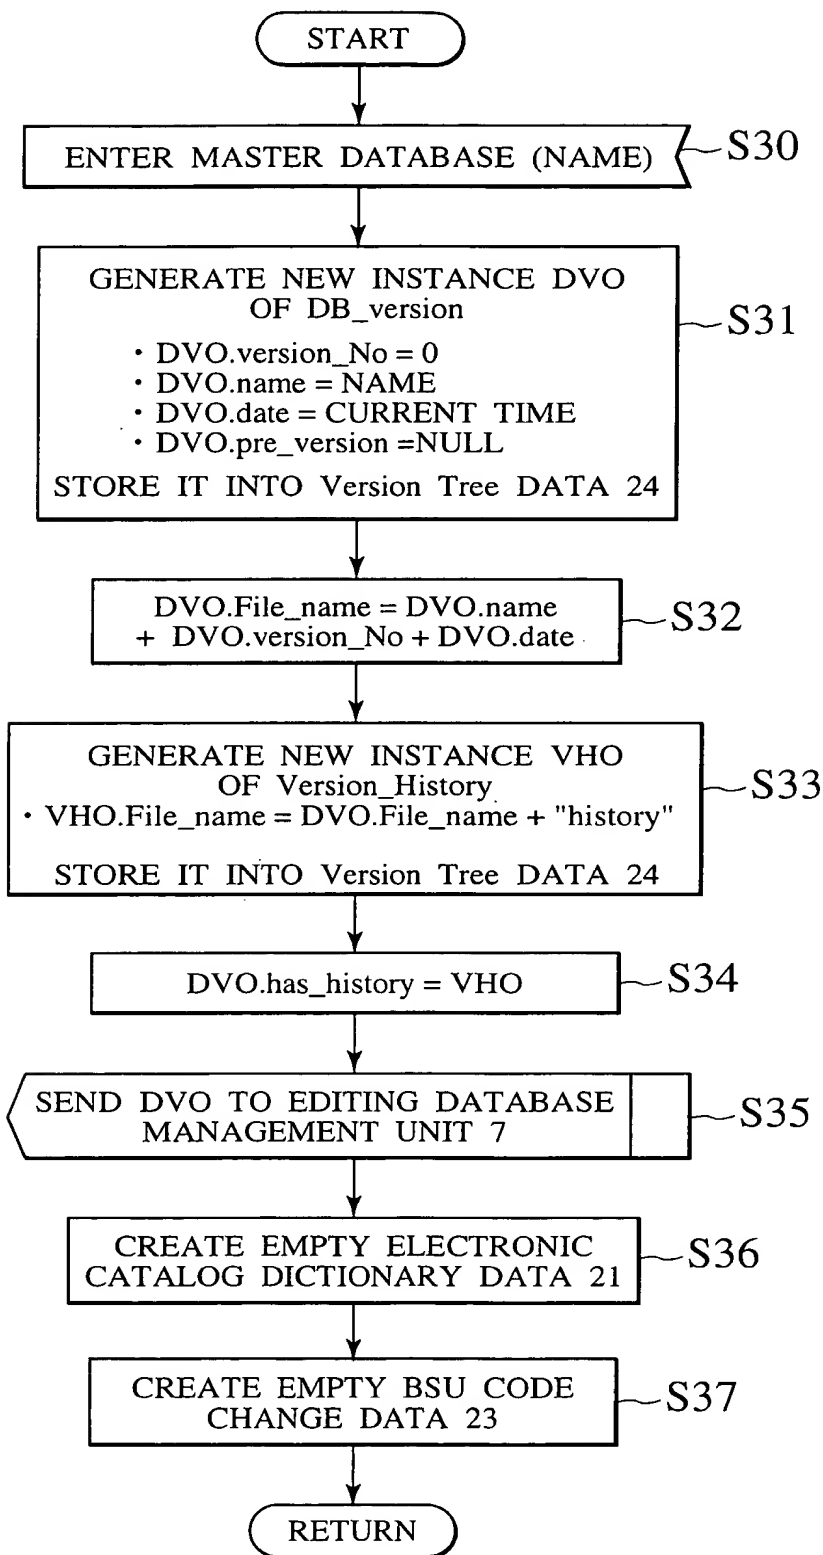 START
ENTER MASTER DATABASE (NAME)
S30
GENERATE NEW INSTANCE DVO
OF DB_version
· DVO.version_No = 0
· DVO.name = NAME
· DVO.date = CURRENT TIME
· DVO.pre_version =NULL
STORE IT INTO Version Tree DATA 24
S31
DVO.File_name = DVO.name
+ DVO.version_No + DVO.date
S32
GENERATE NEW INSTANCE VHO
OF Version_History
· VHO.File_name = DVO.File_name + "history"
STORE IT INTO Version Tree DATA 24
S33
DVO.has_history = VHO
S34
SEND DVO TO EDITING DATABASE
MANAGEMENT UNIT 7
S35
CREATE EMPTY ELECTRONIC
CATALOG DICTIONARY DATA 21
S36
CREATE EMPTY BSU CODE
CHANGE DATA 23
S37
RETURN